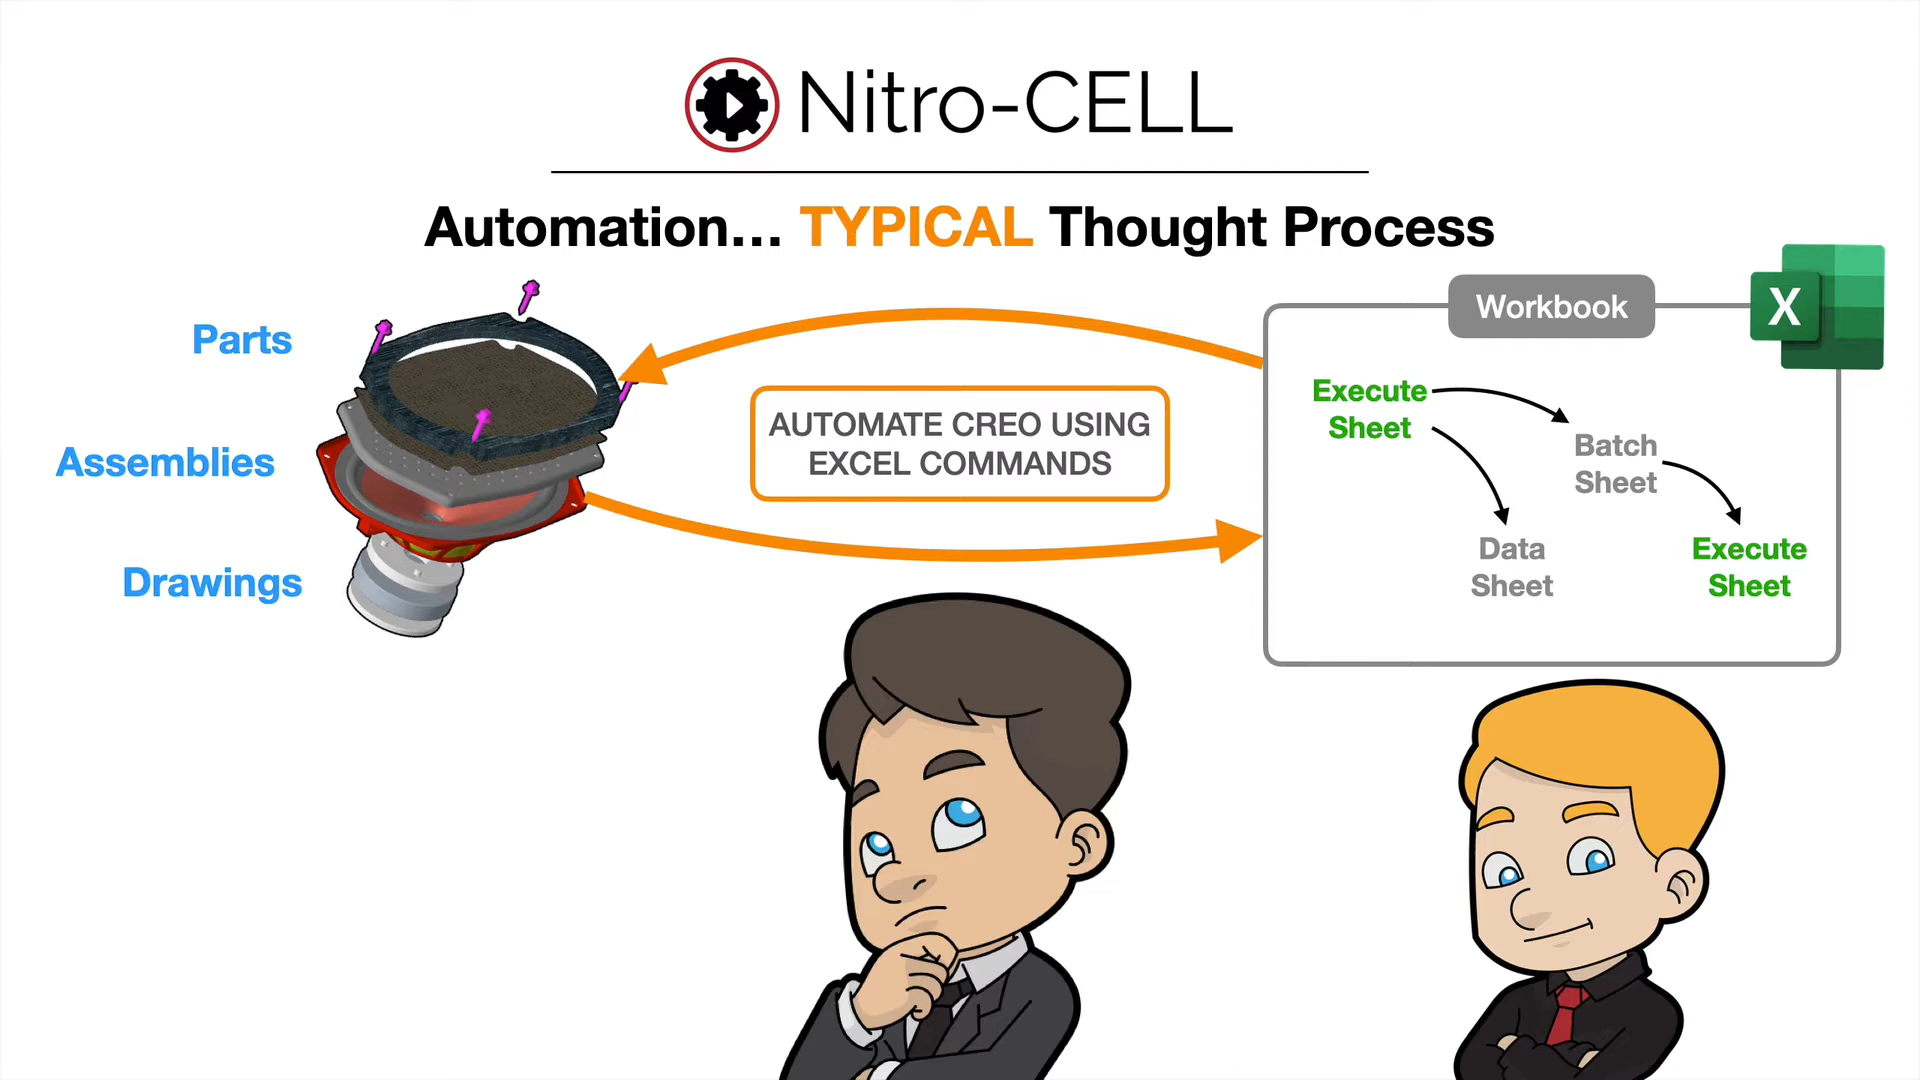 Nitro-CELL
Automation... TYPICAL Thought Process
Parts
Assemblies
Drawings
AUTOMATE CREO USING
EXCEL COMMANDS
Workbook
X
Execute
Sheet
Batch
Sheet
Data
Sheet
Execute
Sheet